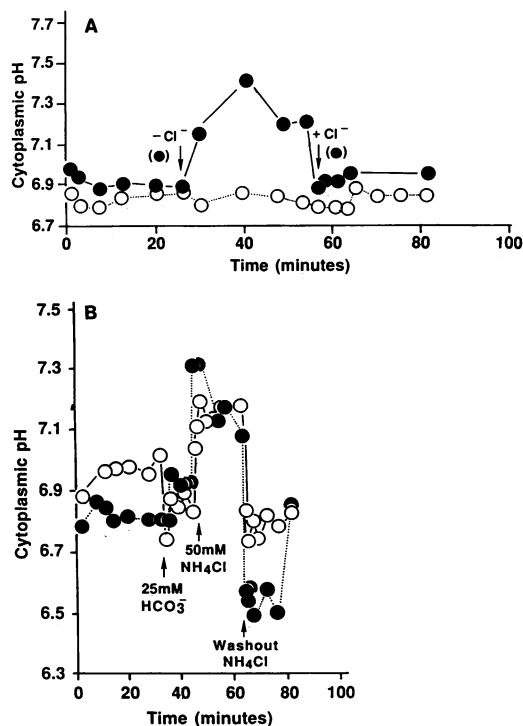 A
7.7
7.5
7.3
7.1
6.9
6.7
Cytoplasmic pH
− Cl⁻
(●)
+ Cl⁻
(●)
0 20 40 60 80 100
Time (minutes)
B
7.5
7.3
7.1
6.9
6.7
6.5
6.3
Cytoplasmic pH
25mM
HCO₃⁻
50mM
NH₄Cl
Washout
NH₄Cl
0 20 40 60 80 100
Time (minutes)